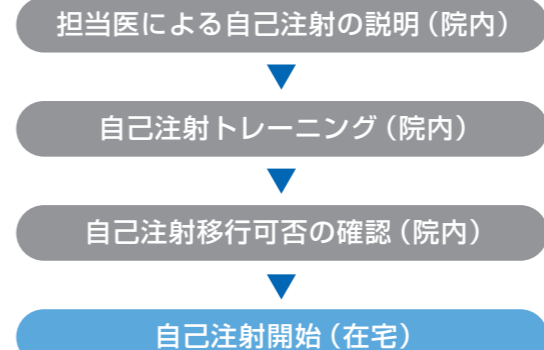 担当医による自己注射の説明（院内）
自己注射トレーニング（院内）
自己注射移行可否の確認（院内）
自己注射開始（在宅）